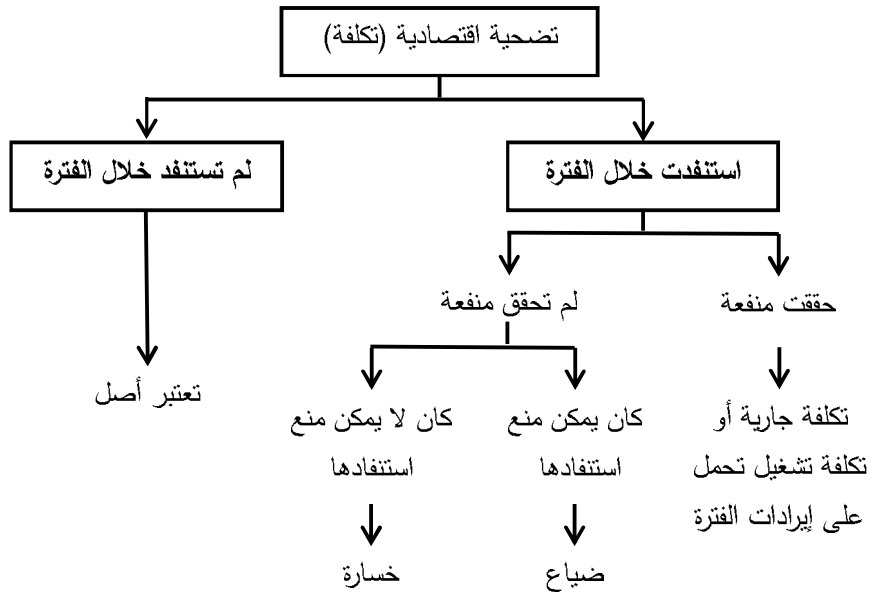 تضحية اقتصادية (تكلفة)
استنفدت خلال الفترة
لم تستنفد خلال الفترة
حققت منفعة
لم تحقق منفعة
تعتبر أصل
تكلفة جارية أو
تكلفة تشغيل تحمل
على إيرادات الفترة
كان يمكن منع
استنفادها
كان لا يمكن منع
استنفادها
ضياع
خسارة